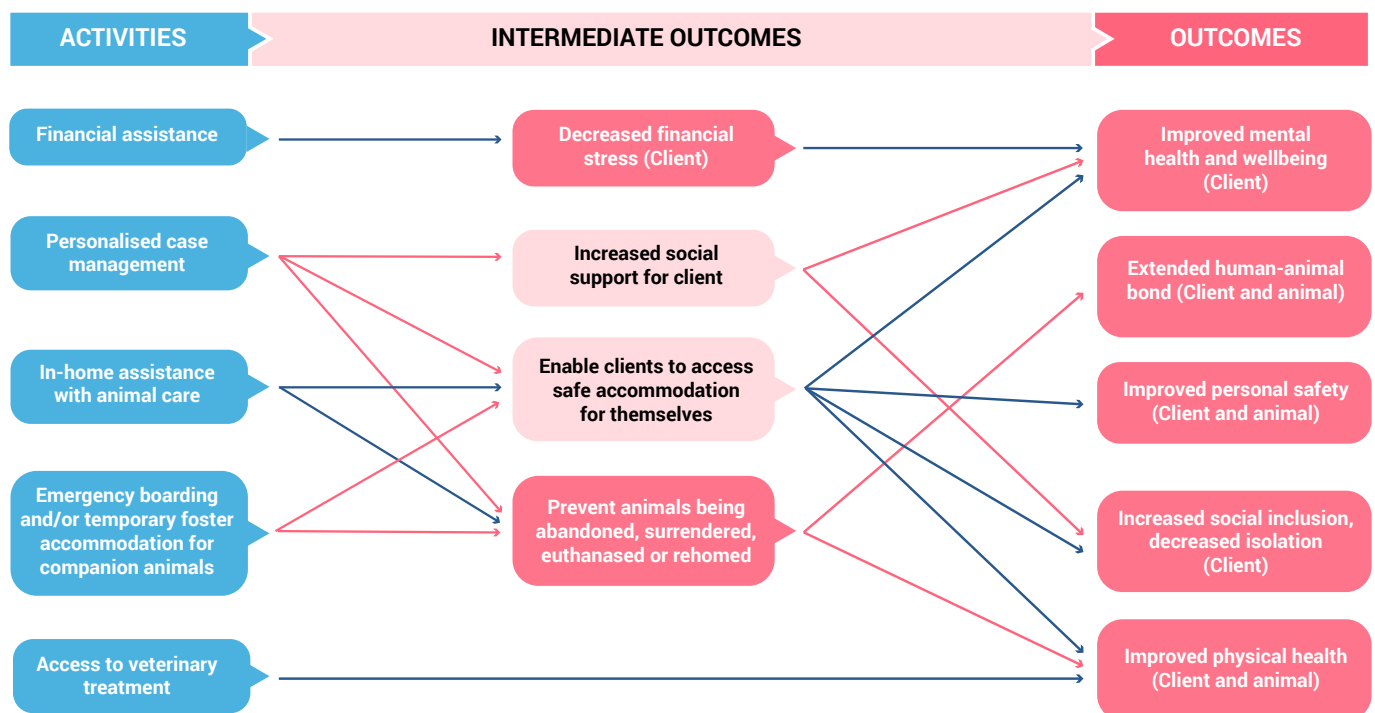 ACTIVITIES
INTERMEDIATE OUTCOMES
OUTCOMES
Financial assistance
Personalised case
management
In-home assistance
with animal care
Emergency boarding
and/or temporary foster
accommodation for
companion animals
Access to veterinary
treatment
Decreased financial
stress (Client)
Increased social
support for client
Enable clients to access
safe accommodation
for themselves
Prevent animals being
abandoned, surrendered,
euthanased or rehomed
Improved mental
health and wellbeing
(Client)
Extended human-animal
bond (Client and animal)
Improved personal safety
(Client and animal)
Increased social inclusion,
decreased isolation
(Client)
Improved physical health
(Client and animal)